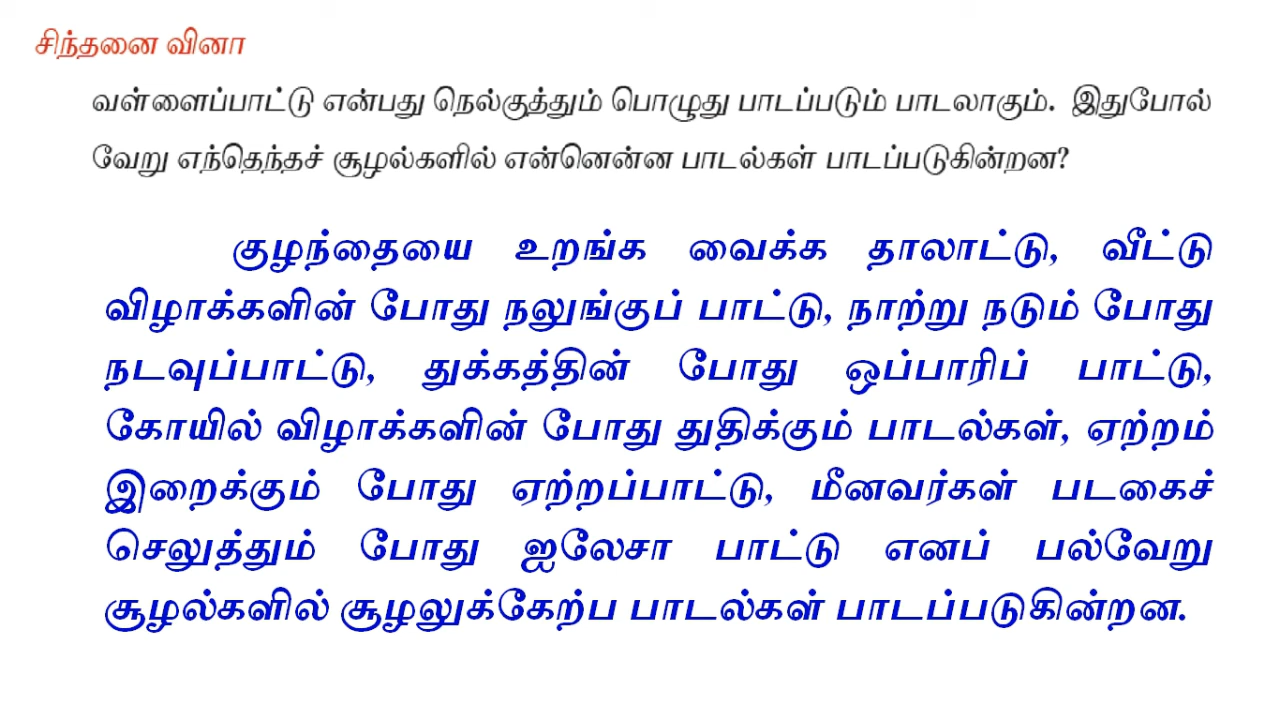 சிந்தனை வினா
வள்ளைப்பாட்டு என்பது நெல்குத்தும் பொழுது பாடப்படும் பாடலாகும். இதுபோல்
வேறு எந்தெந்தச் சூழல்களில் என்னென்ன பாடல்கள் பாடப்படுகின்றன?
குழந்தையை உறங்க வைக்க தாலாட்டு, வீட்டு
விழாக்களின் போது நலுங்குப் பாட்டு, நாற்று நடும் போது
நடவுப்பாட்டு, துக்கத்தின் போது ஒப்பாரிப் பாட்டு,
கோயில் விழாக்களின் போது துதிக்கும் பாடல்கள், ஏற்றம்
இறைக்கும் போது ஏற்றப்பாட்டு, மீனவர்கள் படகைச்
செலுத்தும் போது ஐலேசா பாட்டு எனப் பல்வேறு
சூழல்களில் சூழலுக்கேற்ப பாடல்கள் பாடப்படுகின்றன.